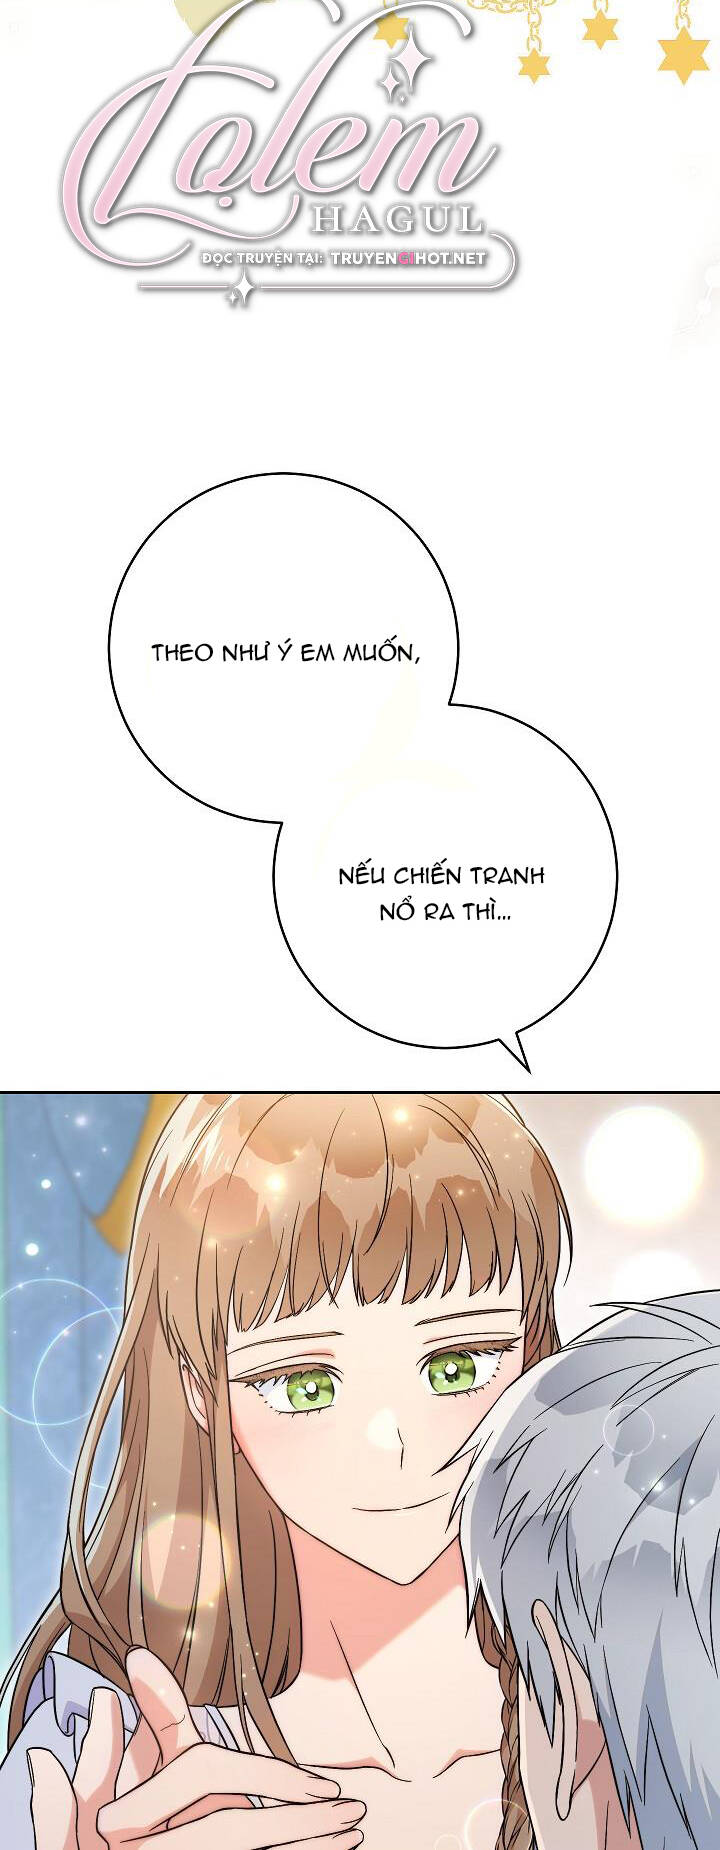 Lọlem
HAGUL
ĐỌC TRUYỆN TẠI: TRUYENGIHOT.NET
THEO NHƯ Ý EM MUỐN,
NẾU CHIẾN TRANH
NỔ RA THÌ...